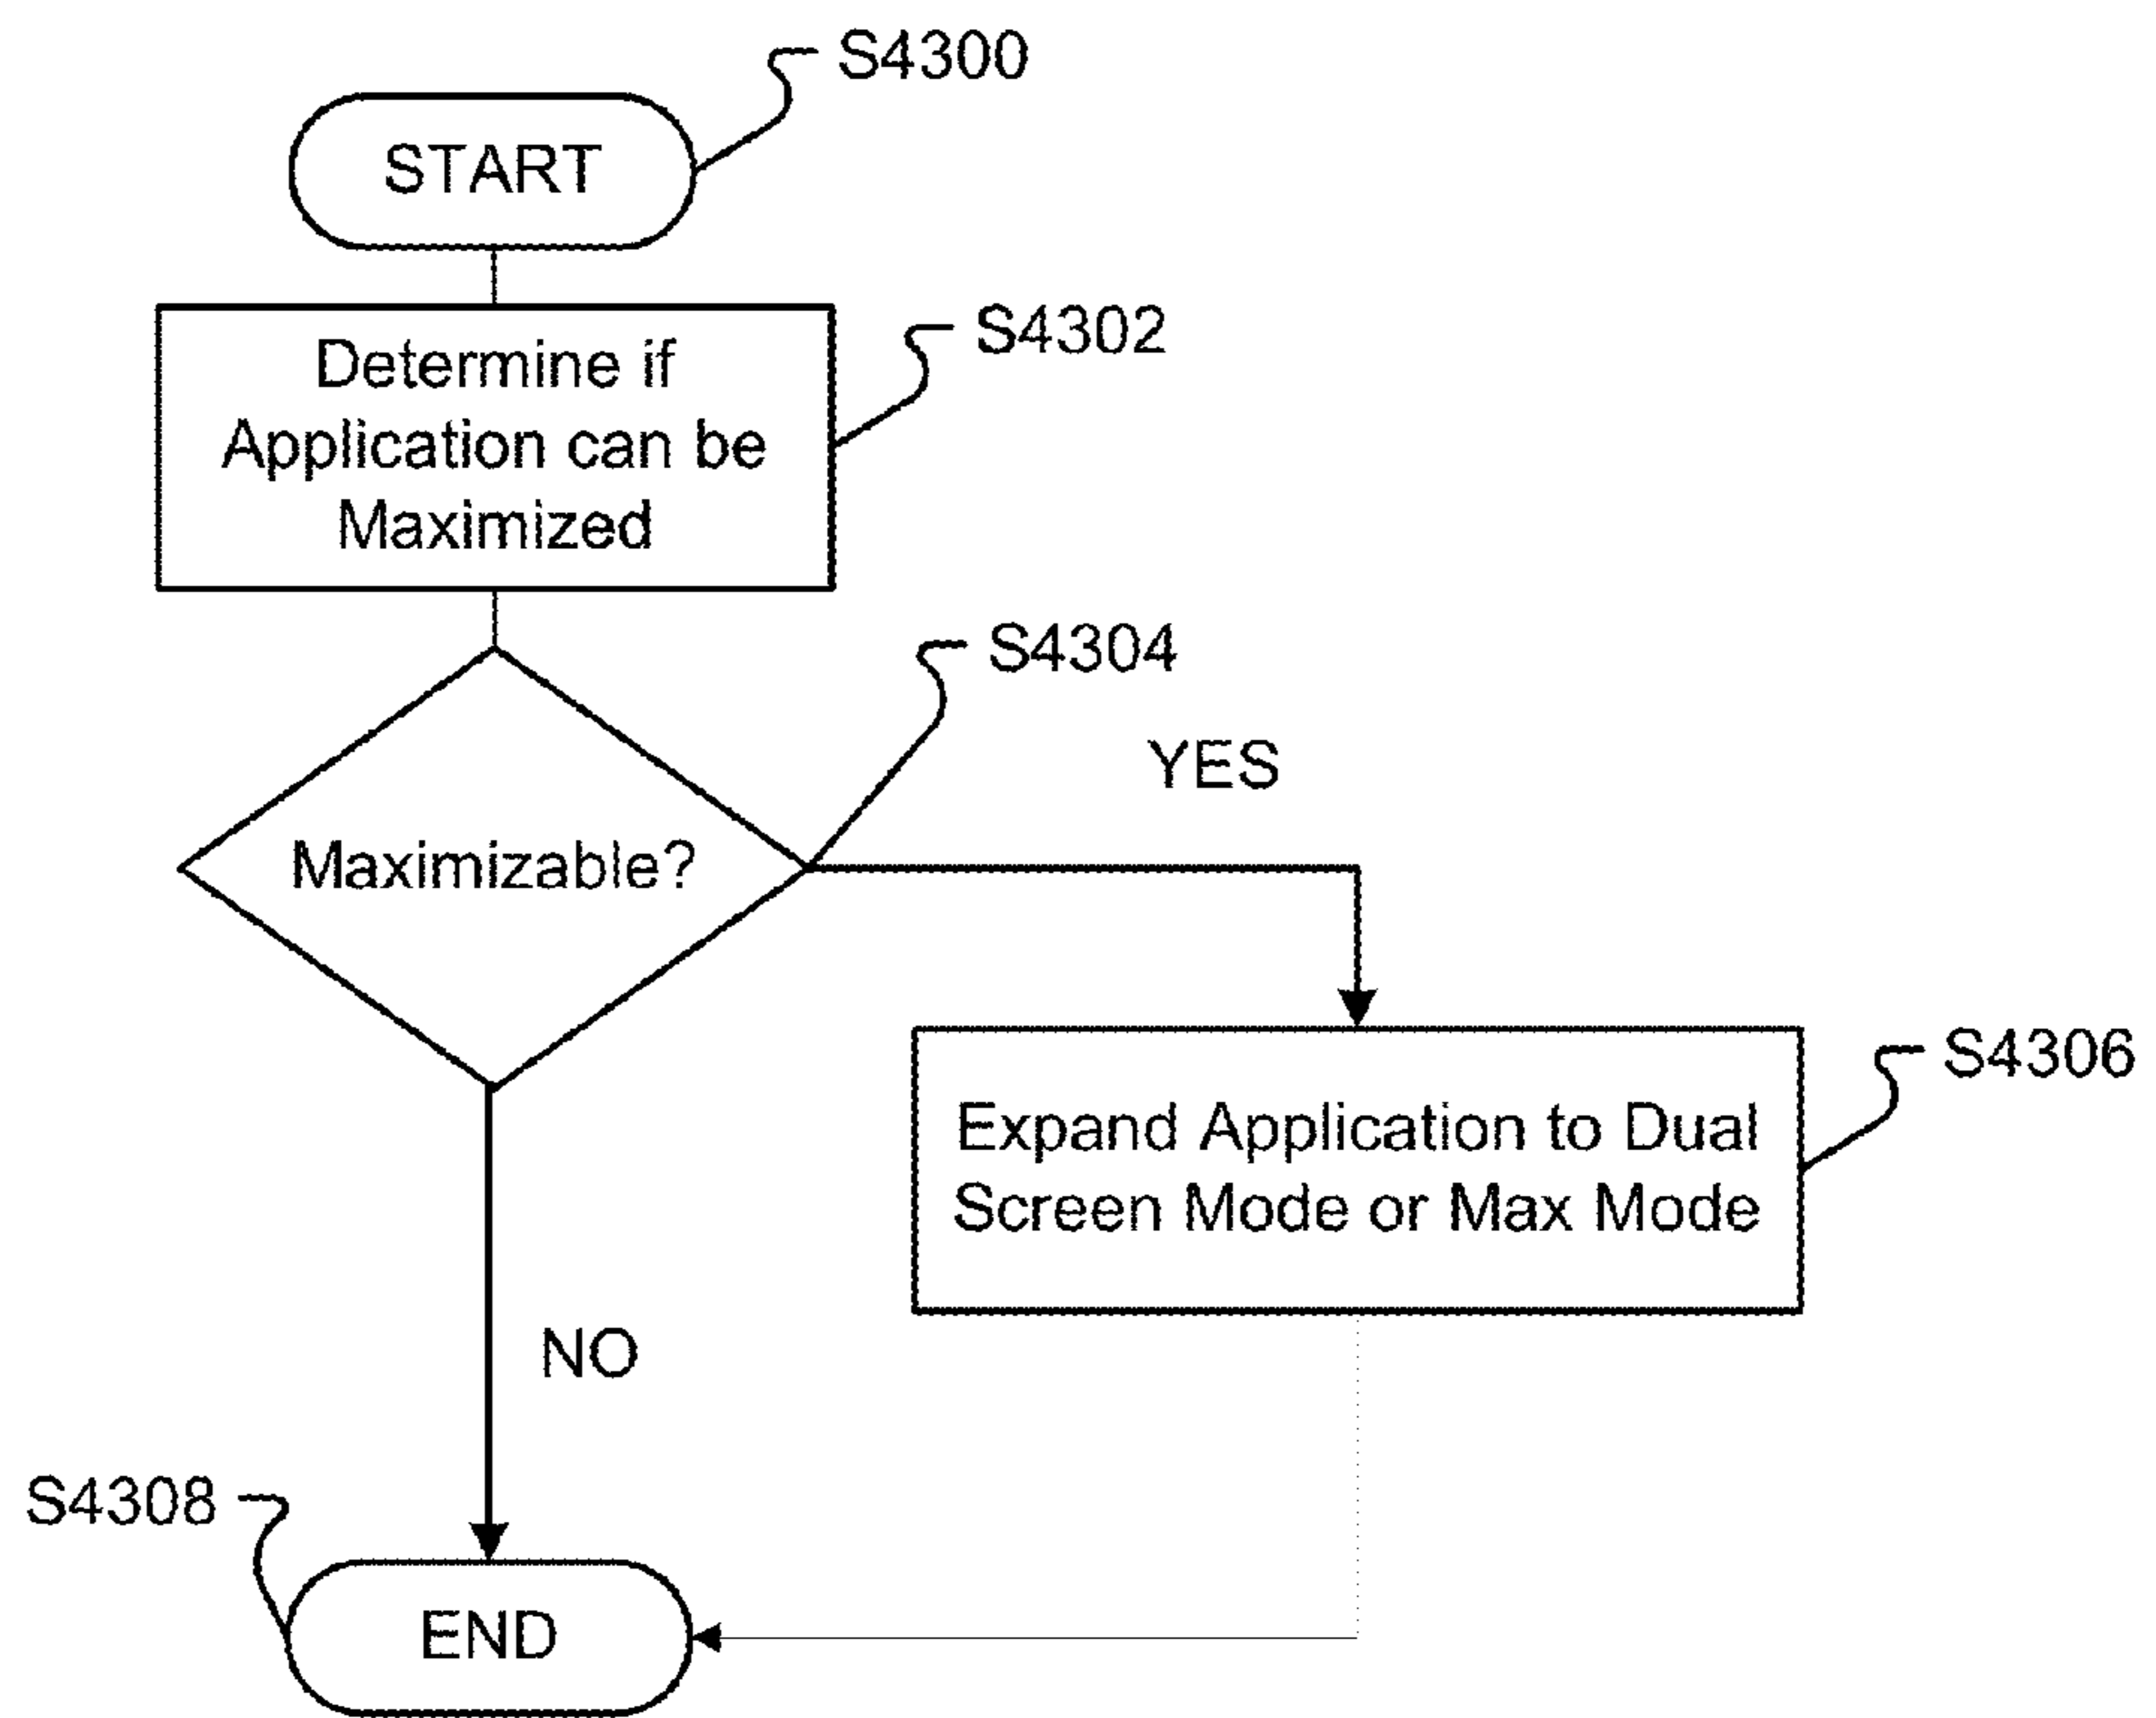 S4300
START
S4302
Determine if
Application can be
Maximized
S4304
YES
Maximizable?
S4306
Expand Application to Dual
Screen Mode or Max Mode
NO
S4308
END